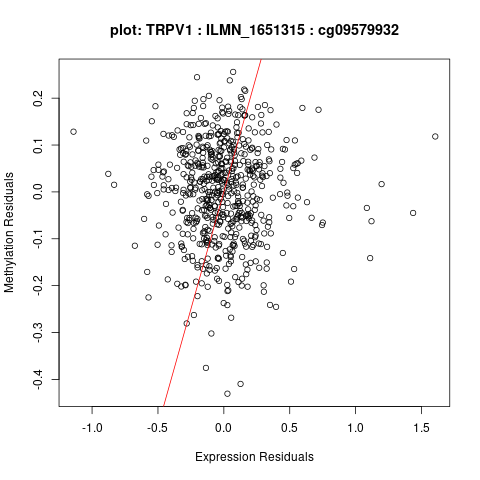 plot: TRPV1 : ILMN_1651315 : cg09579932
Methylation Residuals
0.2
0.1
0.0
-0.1
-0.2
-0.3
-0.4
-1.0 -0.5 0.0 0.5 1.0 1.5
Expression Residuals